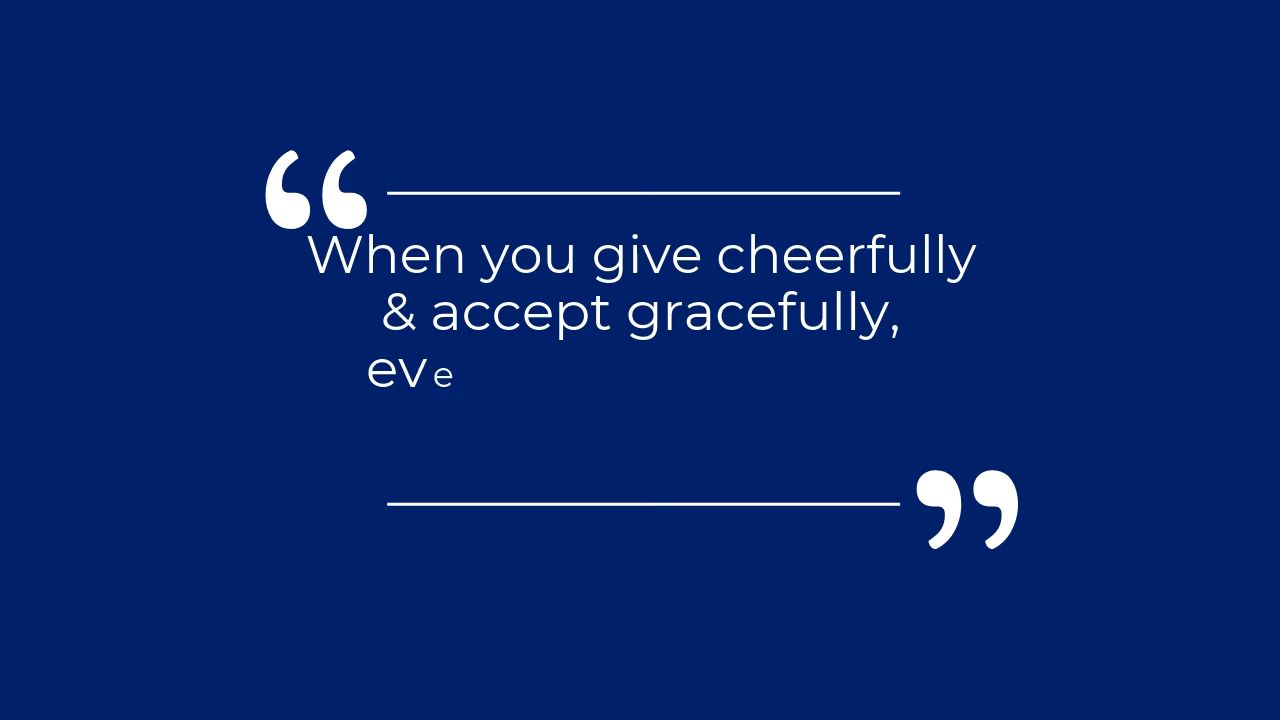 “
When you give cheerfully
& accept gracefully,
eve
”